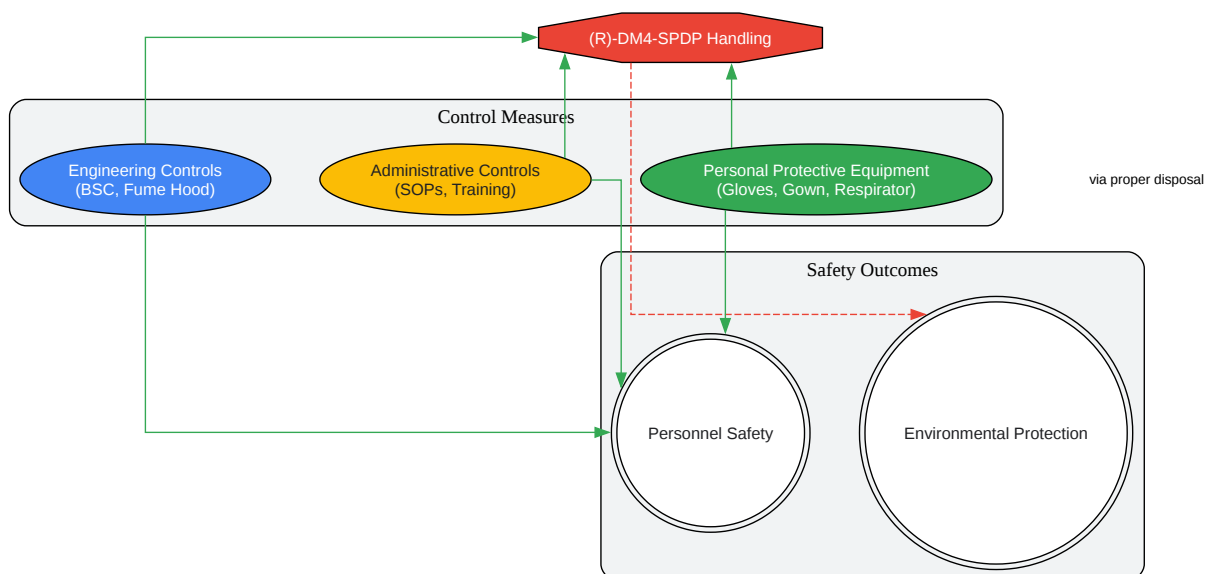 (R)-DM4-SPDP Handling
Control Measures
Engineering Controls
(BSC, Fume Hood)
Administrative Controls
(SOPs, Training)
Personal Protective Equipment
(Gloves, Gown, Respirator)
via proper disposal
Safety Outcomes
Personnel Safety
Environmental Protection